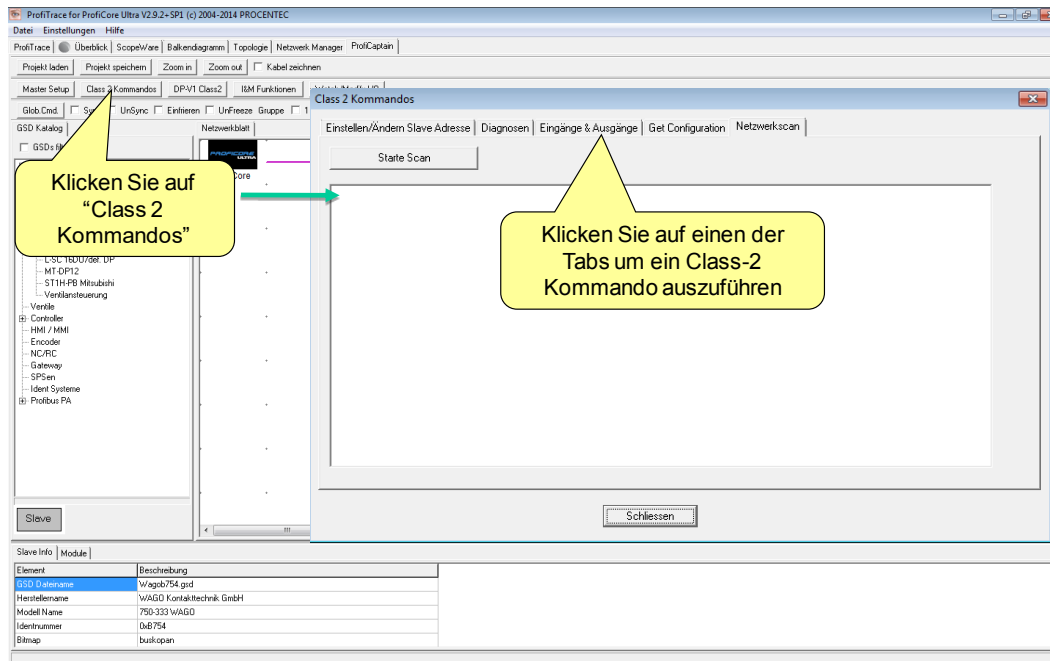 ProfiTrace for ProfiCore Ultra V2.9.2+SP1 (c) 2004-2014 PROCENTEC
Datei Einstellungen Hilfe
ProfiTrace Überblick ScopeWare Balkendiagramm Topologie Netzwerk Manager ProfiCaptain
Projekt laden Projekt speichern Zoom in Zoom out Kabel zeichnen
Master Setup Class 2 Kommandos DP-V1 Class2 I&M Funktionen
Glob.Cmd. UnSync Einfrieren UnFreeze Gruppe 1
GSD Katalog Netzwerkblatt
GSDs
PROFICORE
ULTRA
Core
Class 2 Kommandos
Einstellen/Ändern Slave Adresse Diagnosen Eingänge & Ausgänge Get Configuration Netzwerkscan
Starte Scan
Klicken Sie auf
“Class 2
Kommandos”
Klicken Sie auf einen der
Tabs um ein Class-2
Kommando auszuführen
L-SC 16DO/def. DP
MT-DP12
ST1H-PB Mitsubishi
Ventilansteuerung
Ventile
Controller
HMI / MMI
Encoder
NC/RC
Gateway
SPSen
Ident Systeme
Profibus PA
Slave
Schliessen
Slave Info Module
Element Beschreibung
GSD Dateiname Wagob754.gsd
Herstellername WAGO Kontakttechnik GmbH
Modell Name 750-333 WAGO
Identnummer 0xB754
Bitmap buskopan